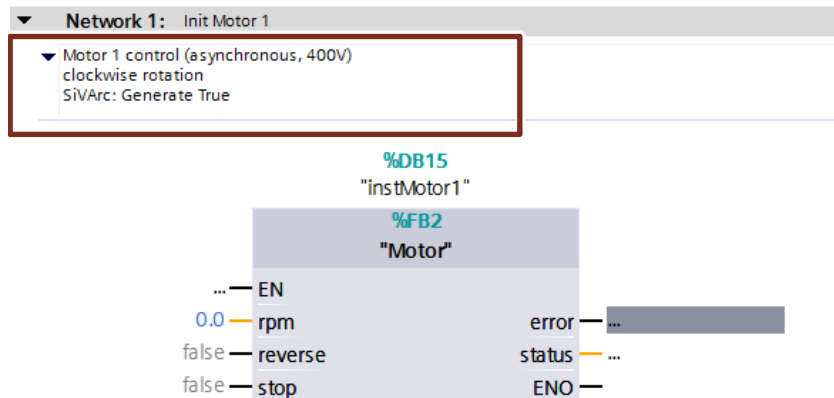 Network 1: Init Motor 1
Motor 1 control (asynchronous, 400V)
clockwise rotation
SiVArc: Generate True
%DB15
"instMotor1"
%FB2
"Motor"
... EN
0.0 rpm error ...
false reverse status ...
false stop ENO